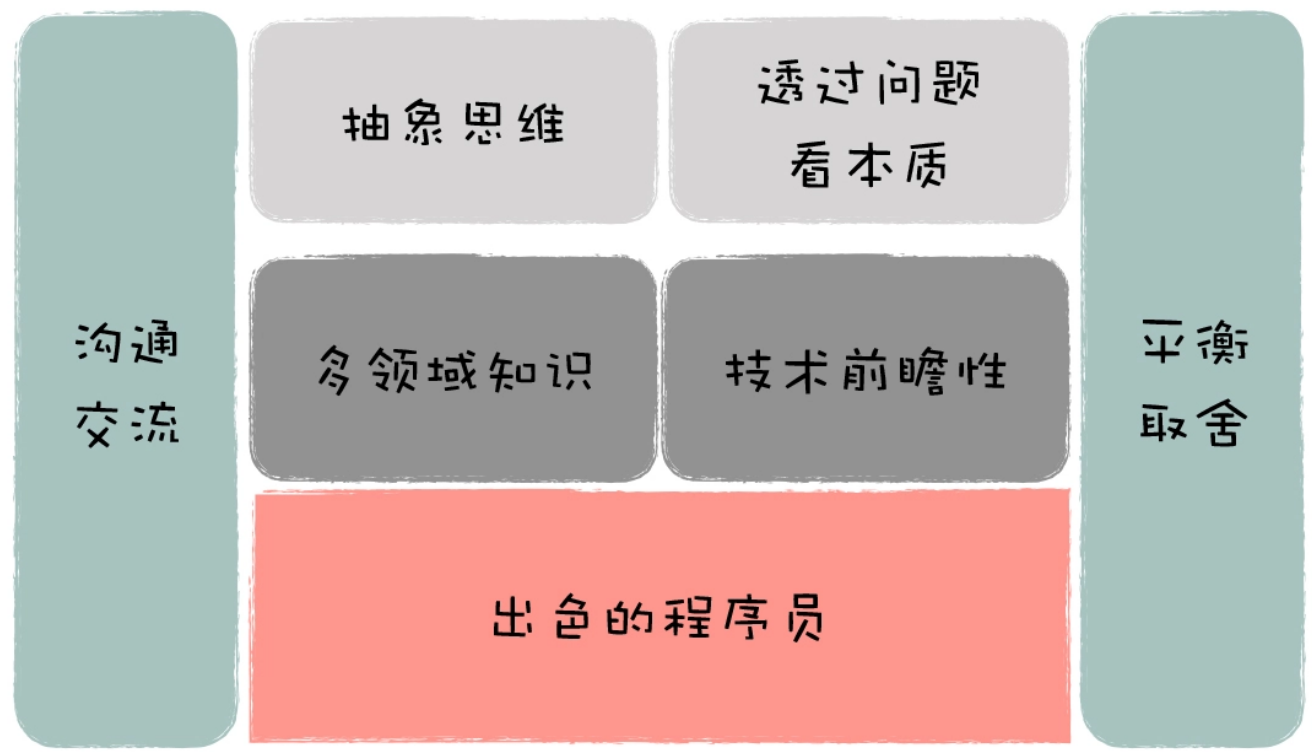 抽象思维
透过问题
看本质
沟通
交流
多领域知识
技术前瞻性
平衡
取舍
出色的程序员